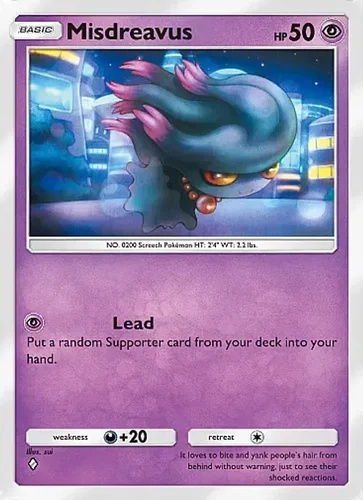 BASIC Misdreavus HP 50
NO. 0200 Screech Pokémon HT: 2'4" WT: 2.2 lbs.
Lead
Put a random Supporter card from your deck into your
hand.
weakness +20 retreat
Illus. sui
It loves to bite and yank people's hair from
behind without warning, just to see their
shocked reactions.